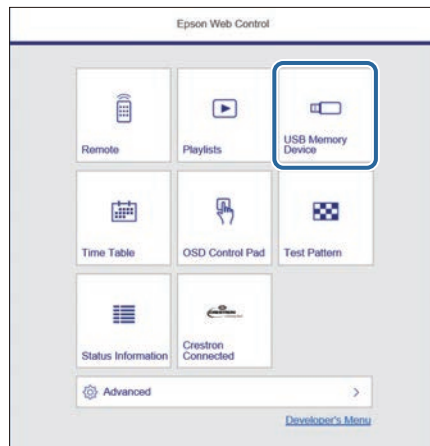 Epson Web Control
Remote
Playlists
USB Memory
Device
Time Table
OSD Control Pad
Test Pattern
Status Information
Crestron
Connected
Advanced
Developer's Menu